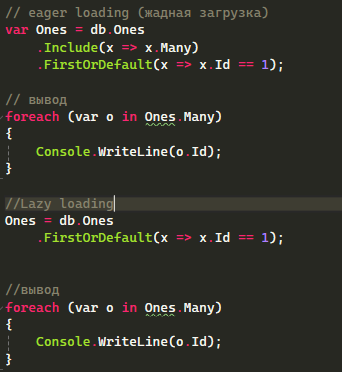 // eager loading (жадная загрузка)
var Ones = db.Ones
    .Include(x => x.Many)
    .FirstOrDefault(x => x.Id == 1);
// вывод
foreach (var o in Ones.Many)
{
    Console.WriteLine(o.Id);
}
//Lazy loading
Ones = db.Ones
    .FirstOrDefault(x => x.Id == 1);
//вывод
foreach (var o in Ones.Many)
{
    Console.WriteLine(o.Id);
}